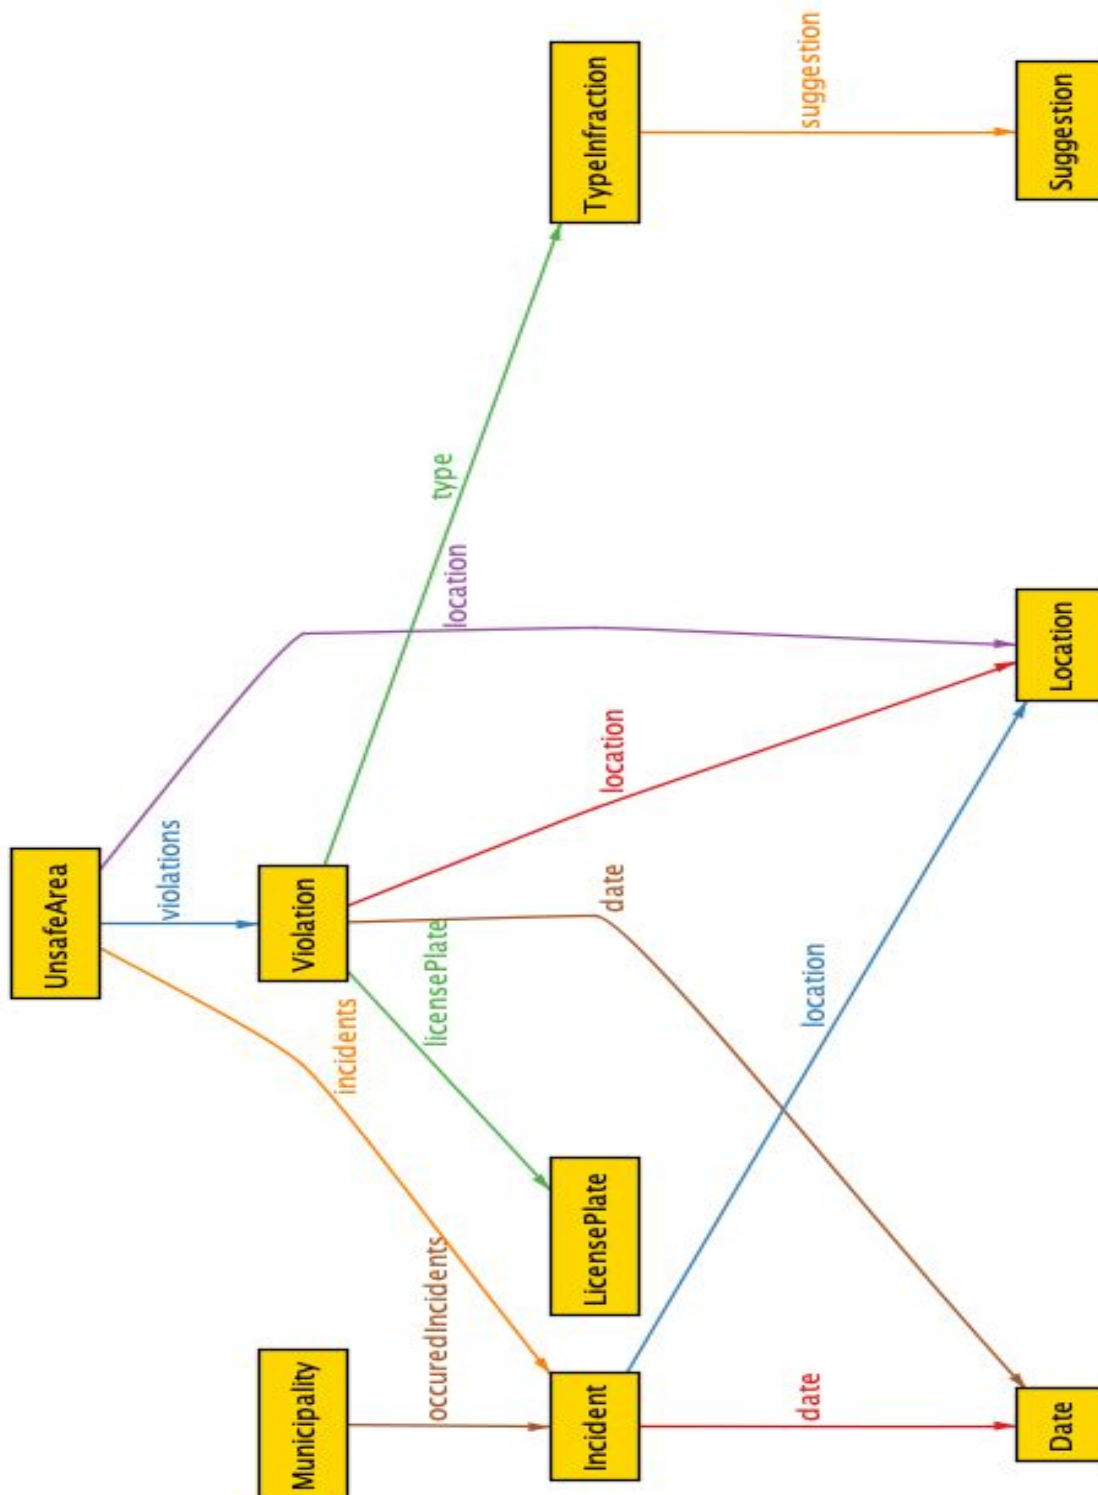 UnsafeArea
violations
incidents
location
Municipality
Violation
occuredIncidents
licensePlate
type
location
date
Incident
LicensePlate
TypeInfraction
date
location
suggestion
Date
Location
Suggestion